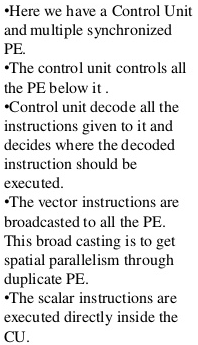 •Here we have a Control Unit
and multiple synchronized
PE.
•The control unit controls all
the PE below it .
•Control unit decode all the
instructions given to it and
decides where the decoded
instruction should be
executed.
•The vector instructions are
broadcasted to all the PE.
This broad casting is to get
spatial parallelism through
duplicate PE.
•The scalar instructions are
executed directly inside the
CU.